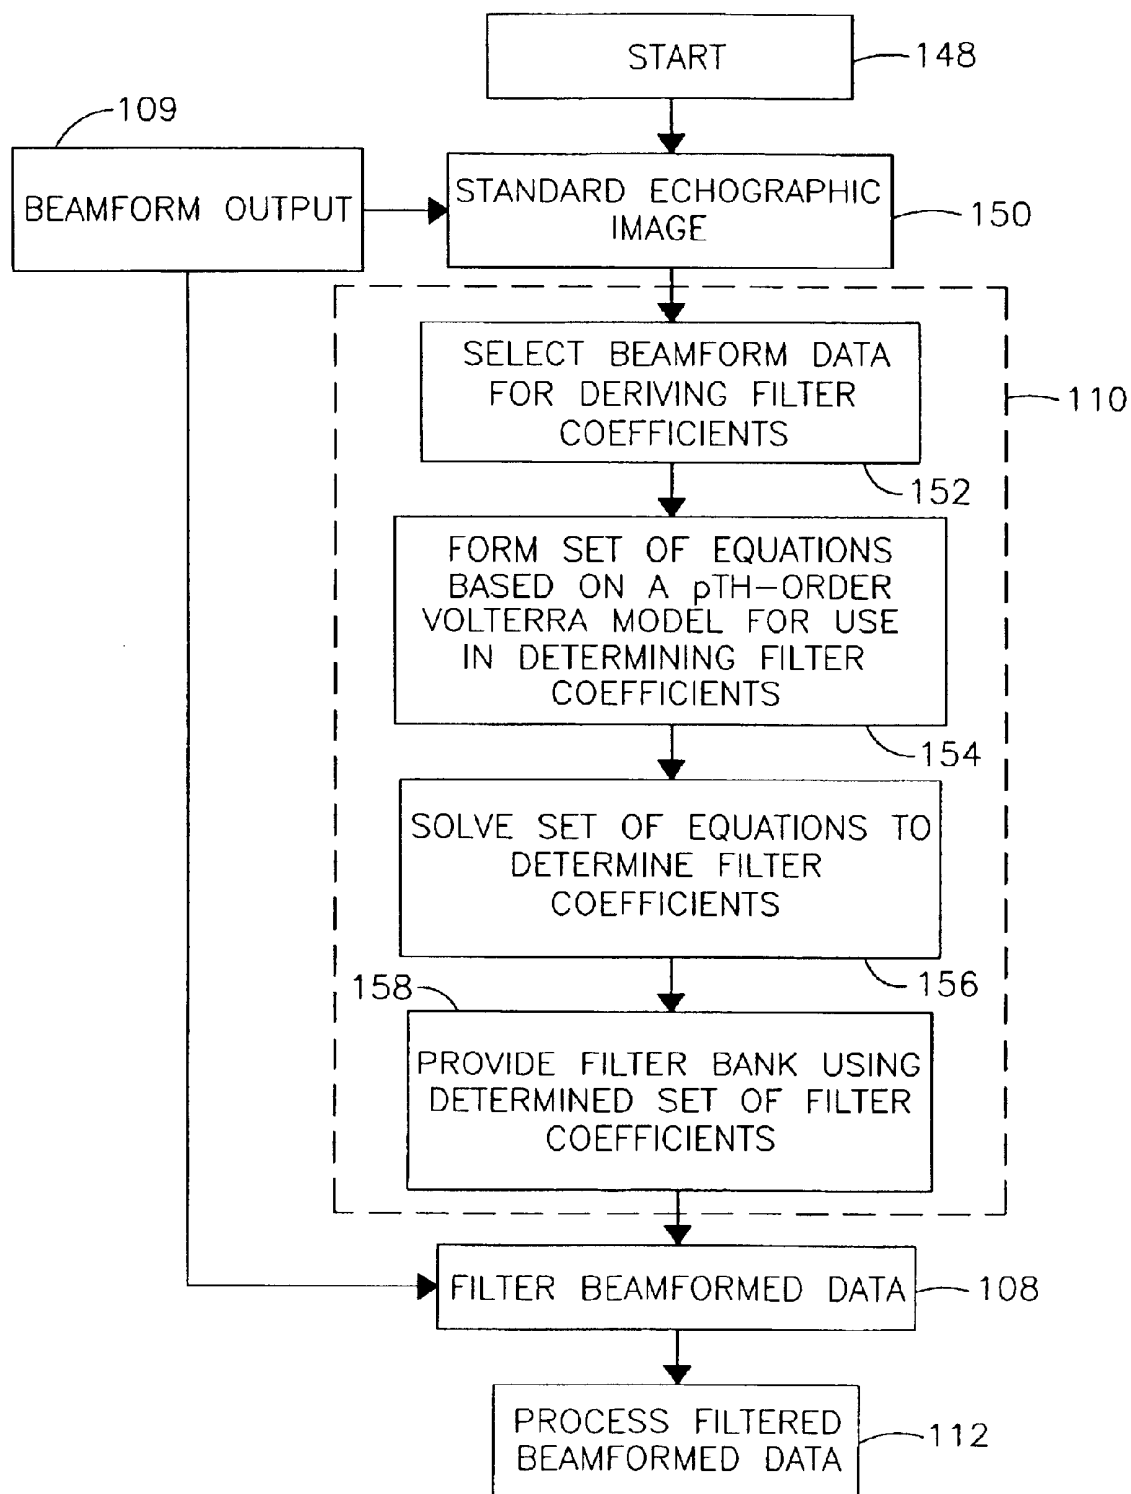 START
148
109
BEAMFORM OUTPUT
STANDARD ECHOGRAPHIC
IMAGE
150
SELECT BEAMFORM DATA
FOR DERIVING FILTER
COEFFICIENTS
110
152
FORM SET OF EQUATIONS
BASED ON A pTH-ORDER
VOLTERRA MODEL FOR USE
IN DETERMINING FILTER
COEFFICIENTS
154
SOLVE SET OF EQUATIONS TO
DETERMINE FILTER
COEFFICIENTS
156
158
PROVIDE FILTER BANK USING
DETERMINED SET OF FILTER
COEFFICIENTS
FILTER BEAMFORMED DATA
108
PROCESS FILTERED
BEAMFORMED DATA
112